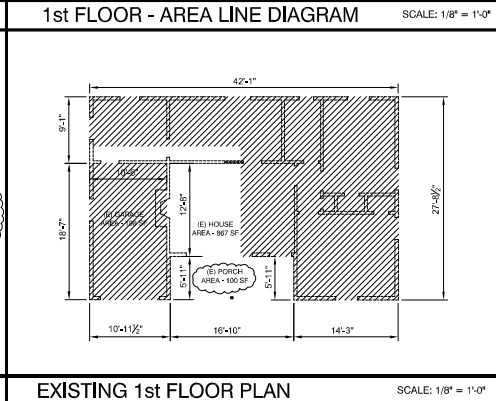 1st FLOOR - AREA LINE DIAGRAM
SCALE: 1/8" = 1'-0"
42'-1"
9'-1"
10'-6"
18'-7"
(E) GARAGE
AREA - 196 SF
12'-8"
(E) HOUSE
AREA - 867 SF
27'-8½"
5'-11"
(E) PORCH
AREA - 100 SF
5'-11"
10'-11½"
16'-10"
14'-3"
EXISTING 1st FLOOR PLAN
SCALE: 1/8" = 1'-0"